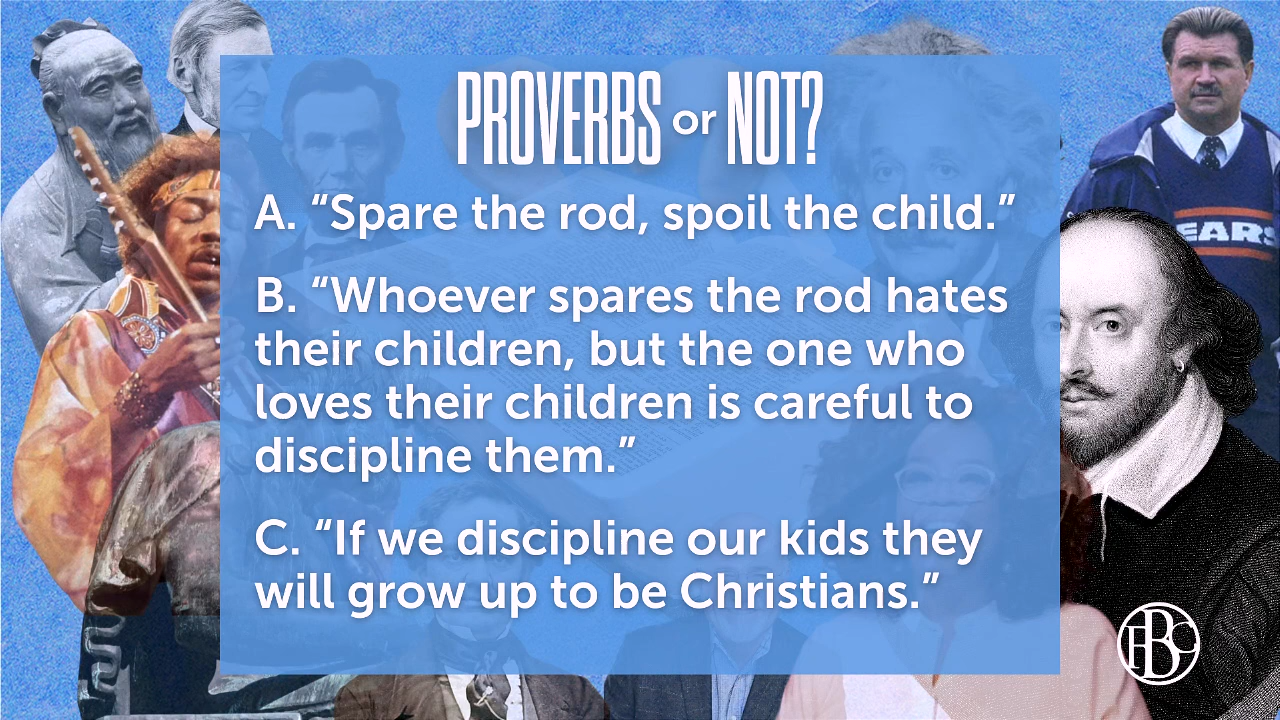 PROVERBS or NOT?
A. “Spare the rod, spoil the child.”
B. “Whoever spares the rod hates
their children, but the one who
loves their children is careful to
discipline them.”
C. “If we discipline our kids they
will grow up to be Christians.”
EARS
FBC